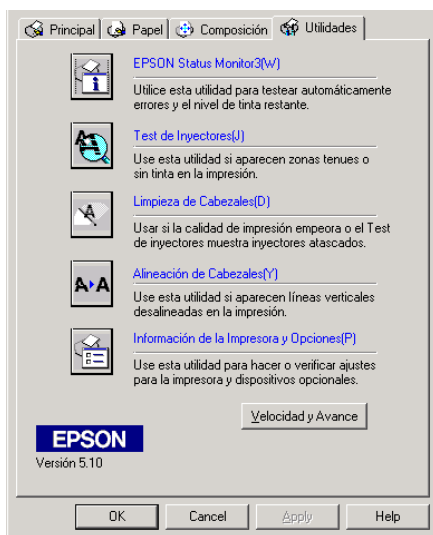 Principal Papel Composición Utilidades
EPSON Status Monitor3(W)
Utilice esta utilidad para testear automáticamente
errores y el nivel de tinta restante.
Test de Inyectores(J)
Use esta utilidad si aparecen zonas tenues o
sin tinta en la impresión.
Limpieza de Cabezales(D)
Usar si la calidad de impresión empeora o el Test
de inyectores muestra inyectores atascados.
Alineación de Cabezales(Y)
Use esta utilidad si aparecen líneas verticales
desalineadas en la impresión.
Información de la Impresora y Opciones(P)
Use esta utilidad para hacer o verificar ajustes
para la impresora y dispositivos opcionales.
Velocidad y Avance
EPSON
Versión 5.10
OK Cancel Apply Help